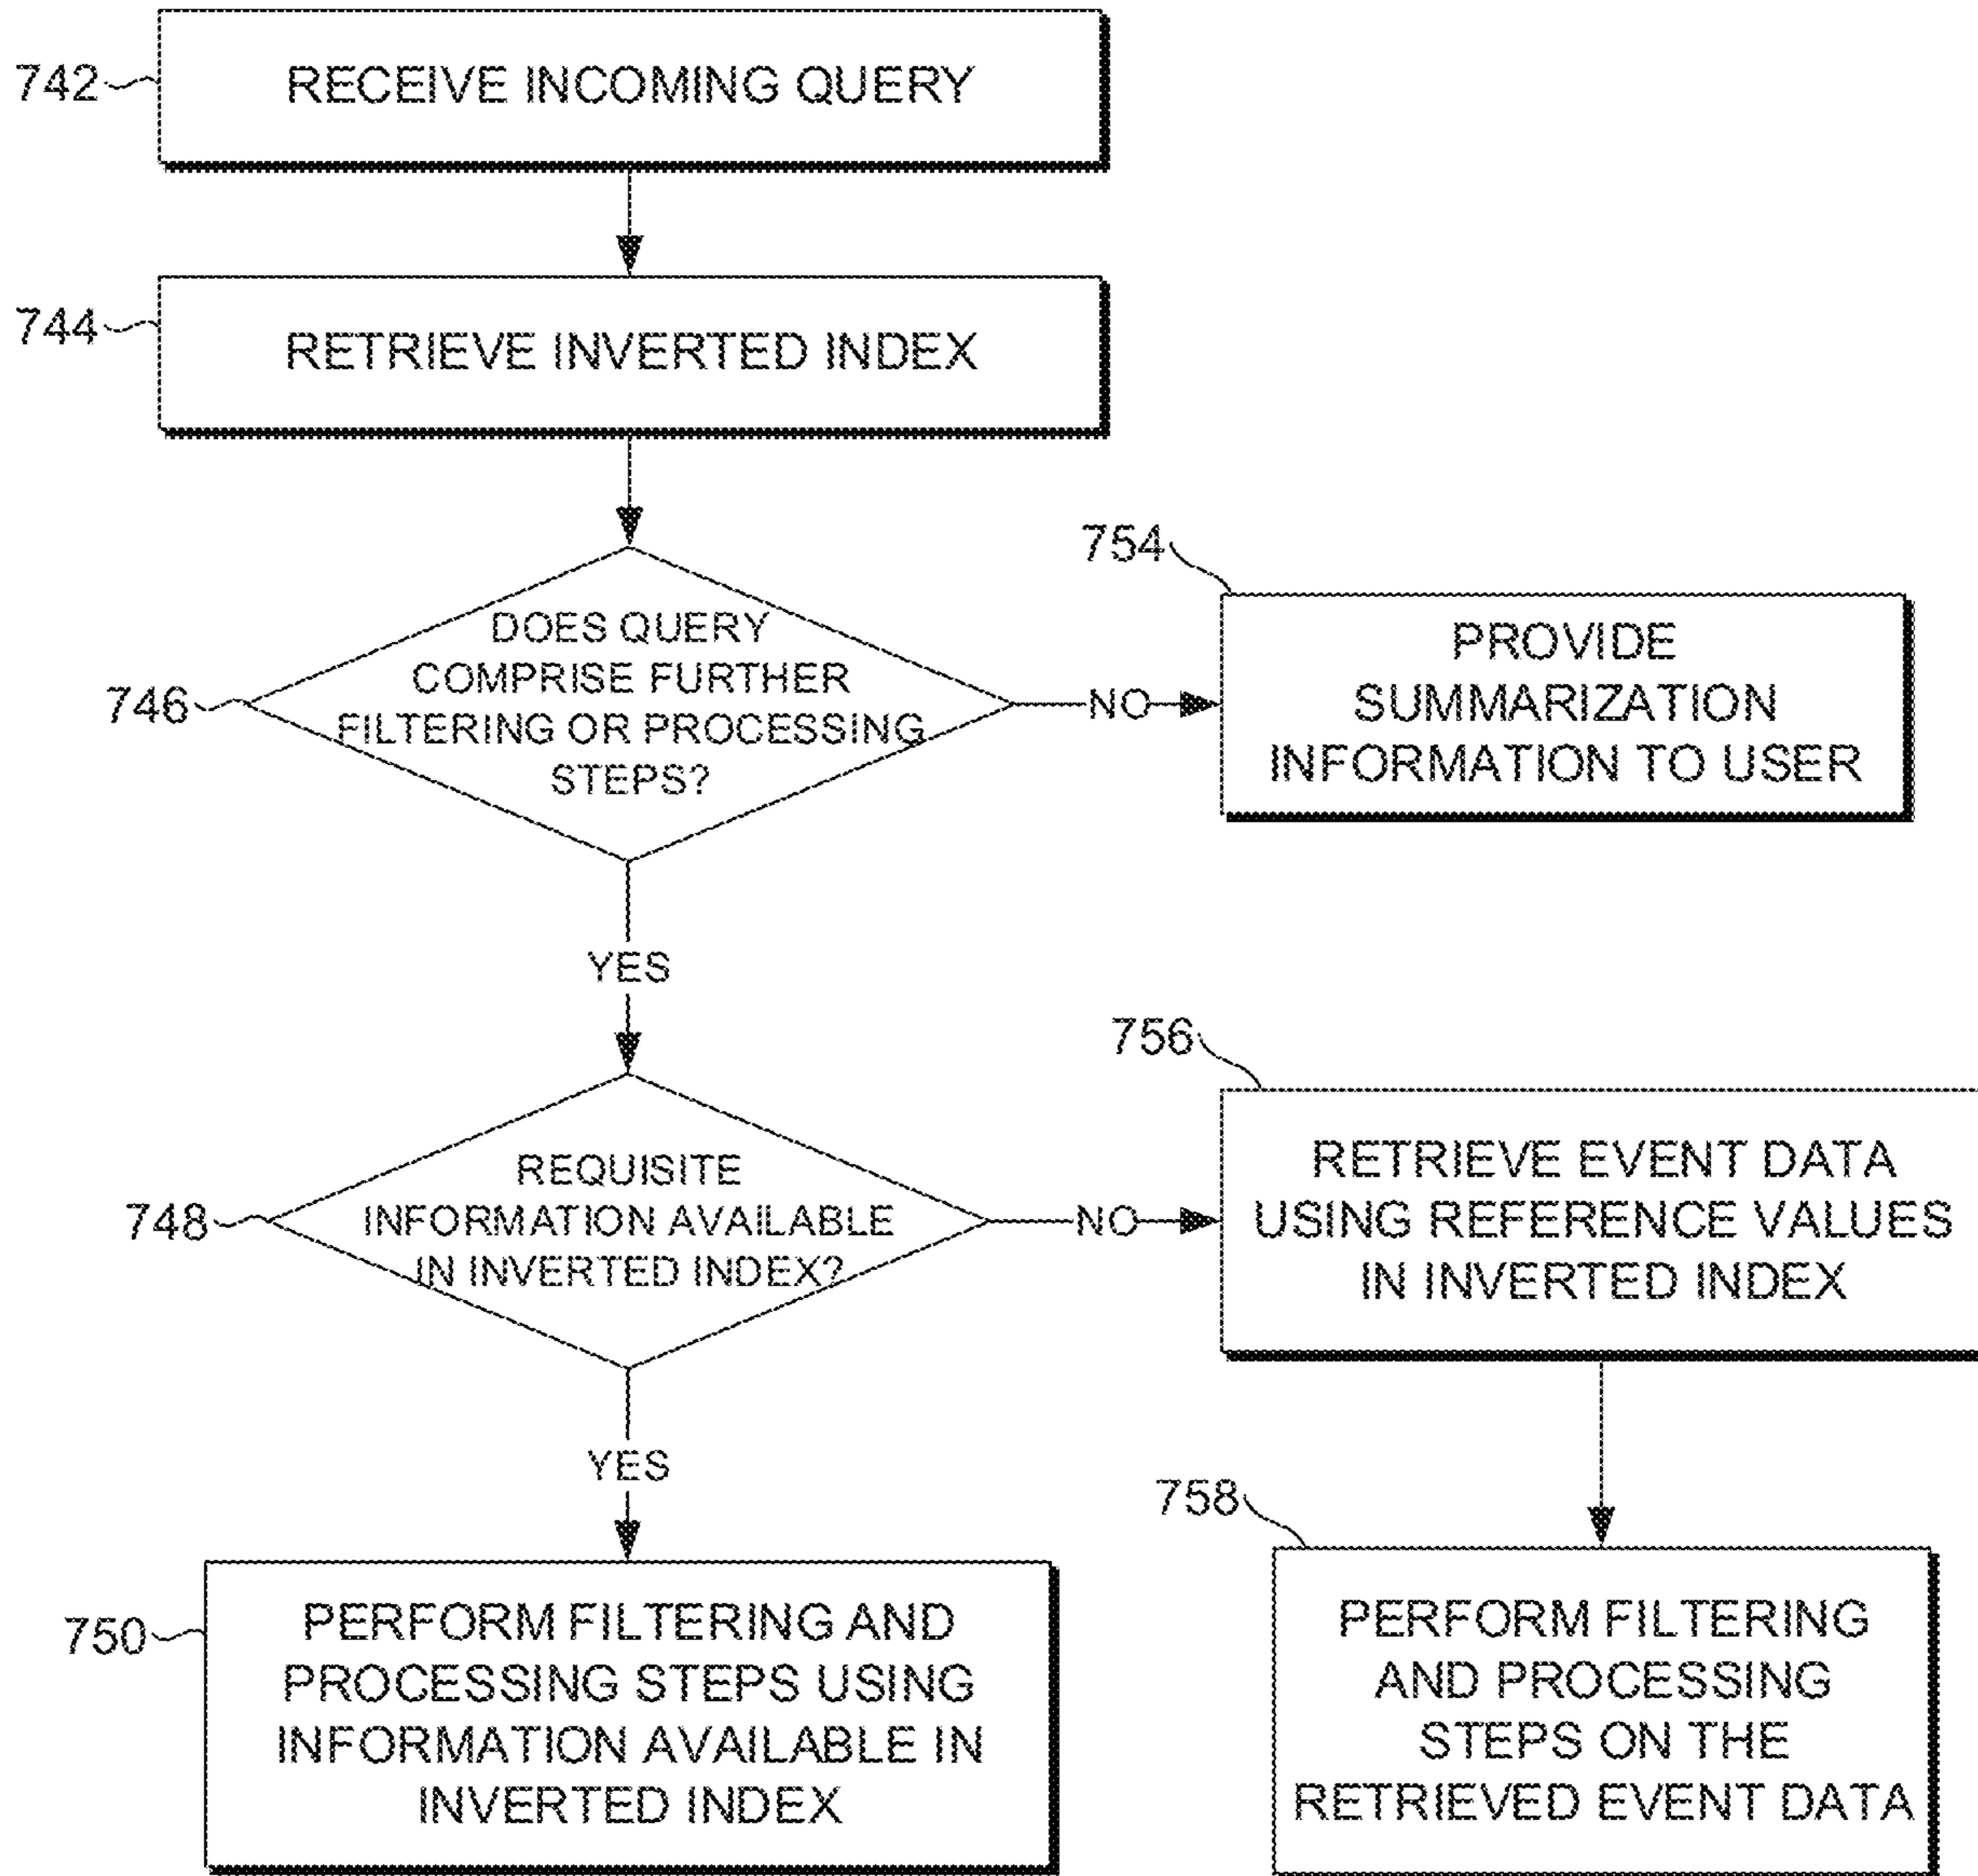 742
RECEIVE INCOMING QUERY
744
RETRIEVE INVERTED INDEX
746
DOES QUERY
COMPRISE FURTHER
FILTERING OR PROCESSING
STEPS?
NO
754
PROVIDE
SUMMARIZATION
INFORMATION TO USER
YES
748
REQUISITE
INFORMATION AVAILABLE
IN INVERTED INDEX?
NO
756
RETRIEVE EVENT DATA
USING REFERENCE VALUES
IN INVERTED INDEX
YES
750
PERFORM FILTERING AND
PROCESSING STEPS USING
INFORMATION AVAILABLE IN
INVERTED INDEX
758
PERFORM FILTERING
AND PROCESSING
STEPS ON THE
RETRIEVED EVENT DATA